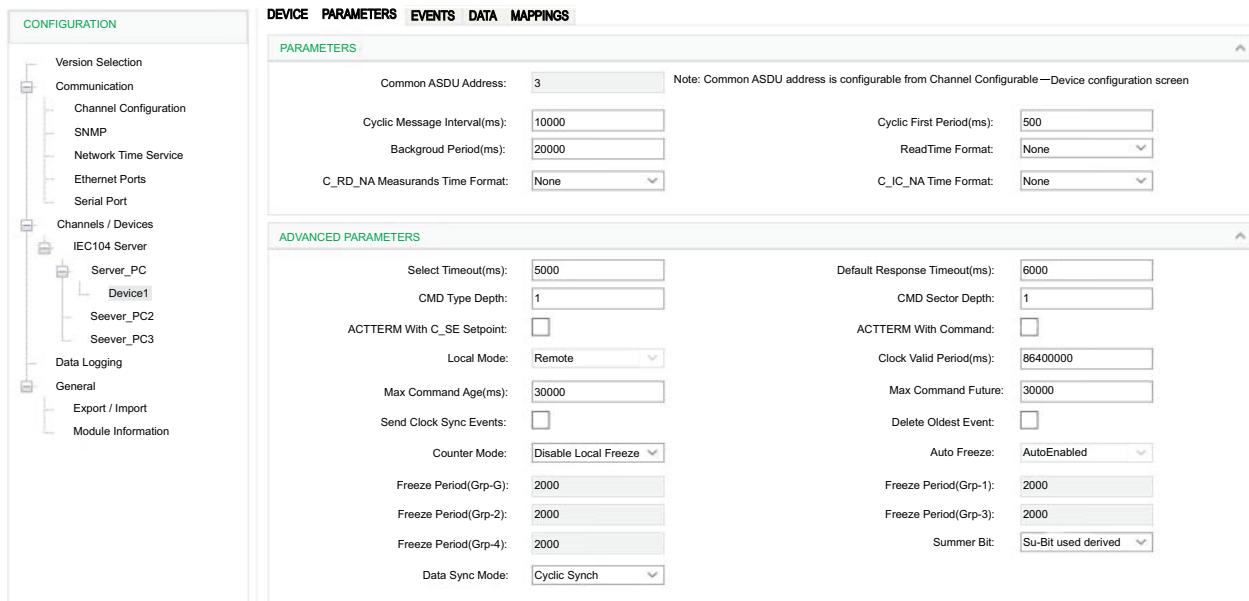 CONFIGURATION
Version Selection
Communication
Channel Configuration
SNMP
Network Time Service
Ethernet Ports
Serial Port
Channels / Devices
IEC104 Server
Server_PC
Device1
Seever_PC2
Seever_PC3
Data Logging
General
Export / Import
Module Information
DEVICE PARAMETERS EVENTS DATA MAPPINGS
PARAMETERS
Common ASDU Address: 3 Note: Common ASDU address is configurable from Channel Configurable—Device configuration screen
Cyclic Message Interval(ms): 10000 Cyclic First Period(ms): 500
Backgroud Period(ms): 20000 ReadTime Format: None
C_RD_NA Measurands Time Format: None C_IC_NA Time Format: None
ADVANCED PARAMETERS
Select Timeout(ms): 5000 Default Response Timeout(ms): 6000
CMD Type Depth: 1 CMD Sector Depth: 1
ACTTERM With C_SE Setpoint: ACTTERM With Command:
Local Mode: Remote Clock Valid Period(ms): 86400000
Max Command Age(ms): 30000 Max Command Future: 30000
Send Clock Sync Events: Delete Oldest Event:
Counter Mode: Disable Local Freeze Auto Freeze: AutoEnabled
Freeze Period(Grp-G): 2000 Freeze Period(Grp-1): 2000
Freeze Period(Grp-2): 2000 Freeze Period(Grp-3): 2000
Freeze Period(Grp-4): 2000 Summer Bit: Su-Bit used derived
Data Sync Mode: Cyclic Synch